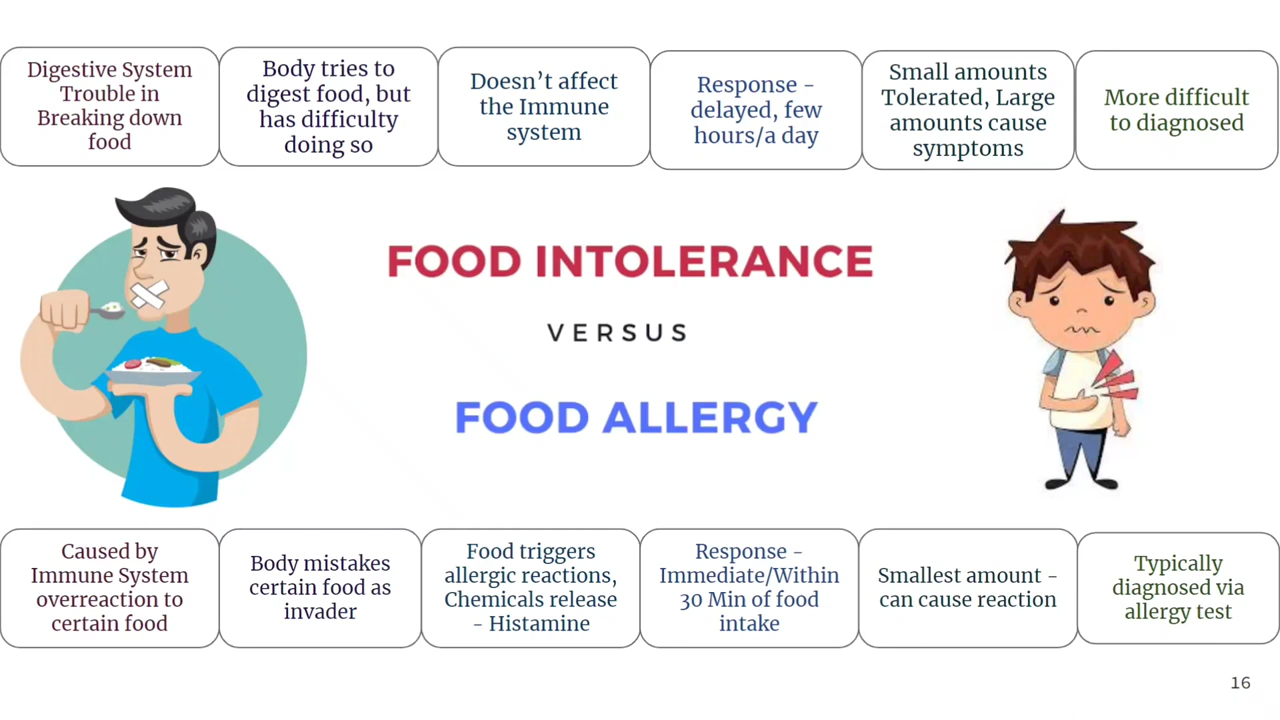 Digestive System
Trouble in
Breaking down
food
Body tries to
digest food, but
has difficulty
doing so
Doesn’t affect
the Immune
system
Response -
delayed, few
hours/a day
Small amounts
Tolerated, Large
amounts cause
symptoms
More difficult
to diagnosed
FOOD INTOLERANCE
VERSUS
FOOD ALLERGY
Caused by
Immune System
overreaction to
certain food
Body mistakes
certain food as
invader
Food triggers
allergic reactions,
Chemicals release
- Histamine
Response -
Immediate/Within
30 Min of food
intake
Smallest amount -
can cause reaction
Typically
diagnosed via
allergy test
16